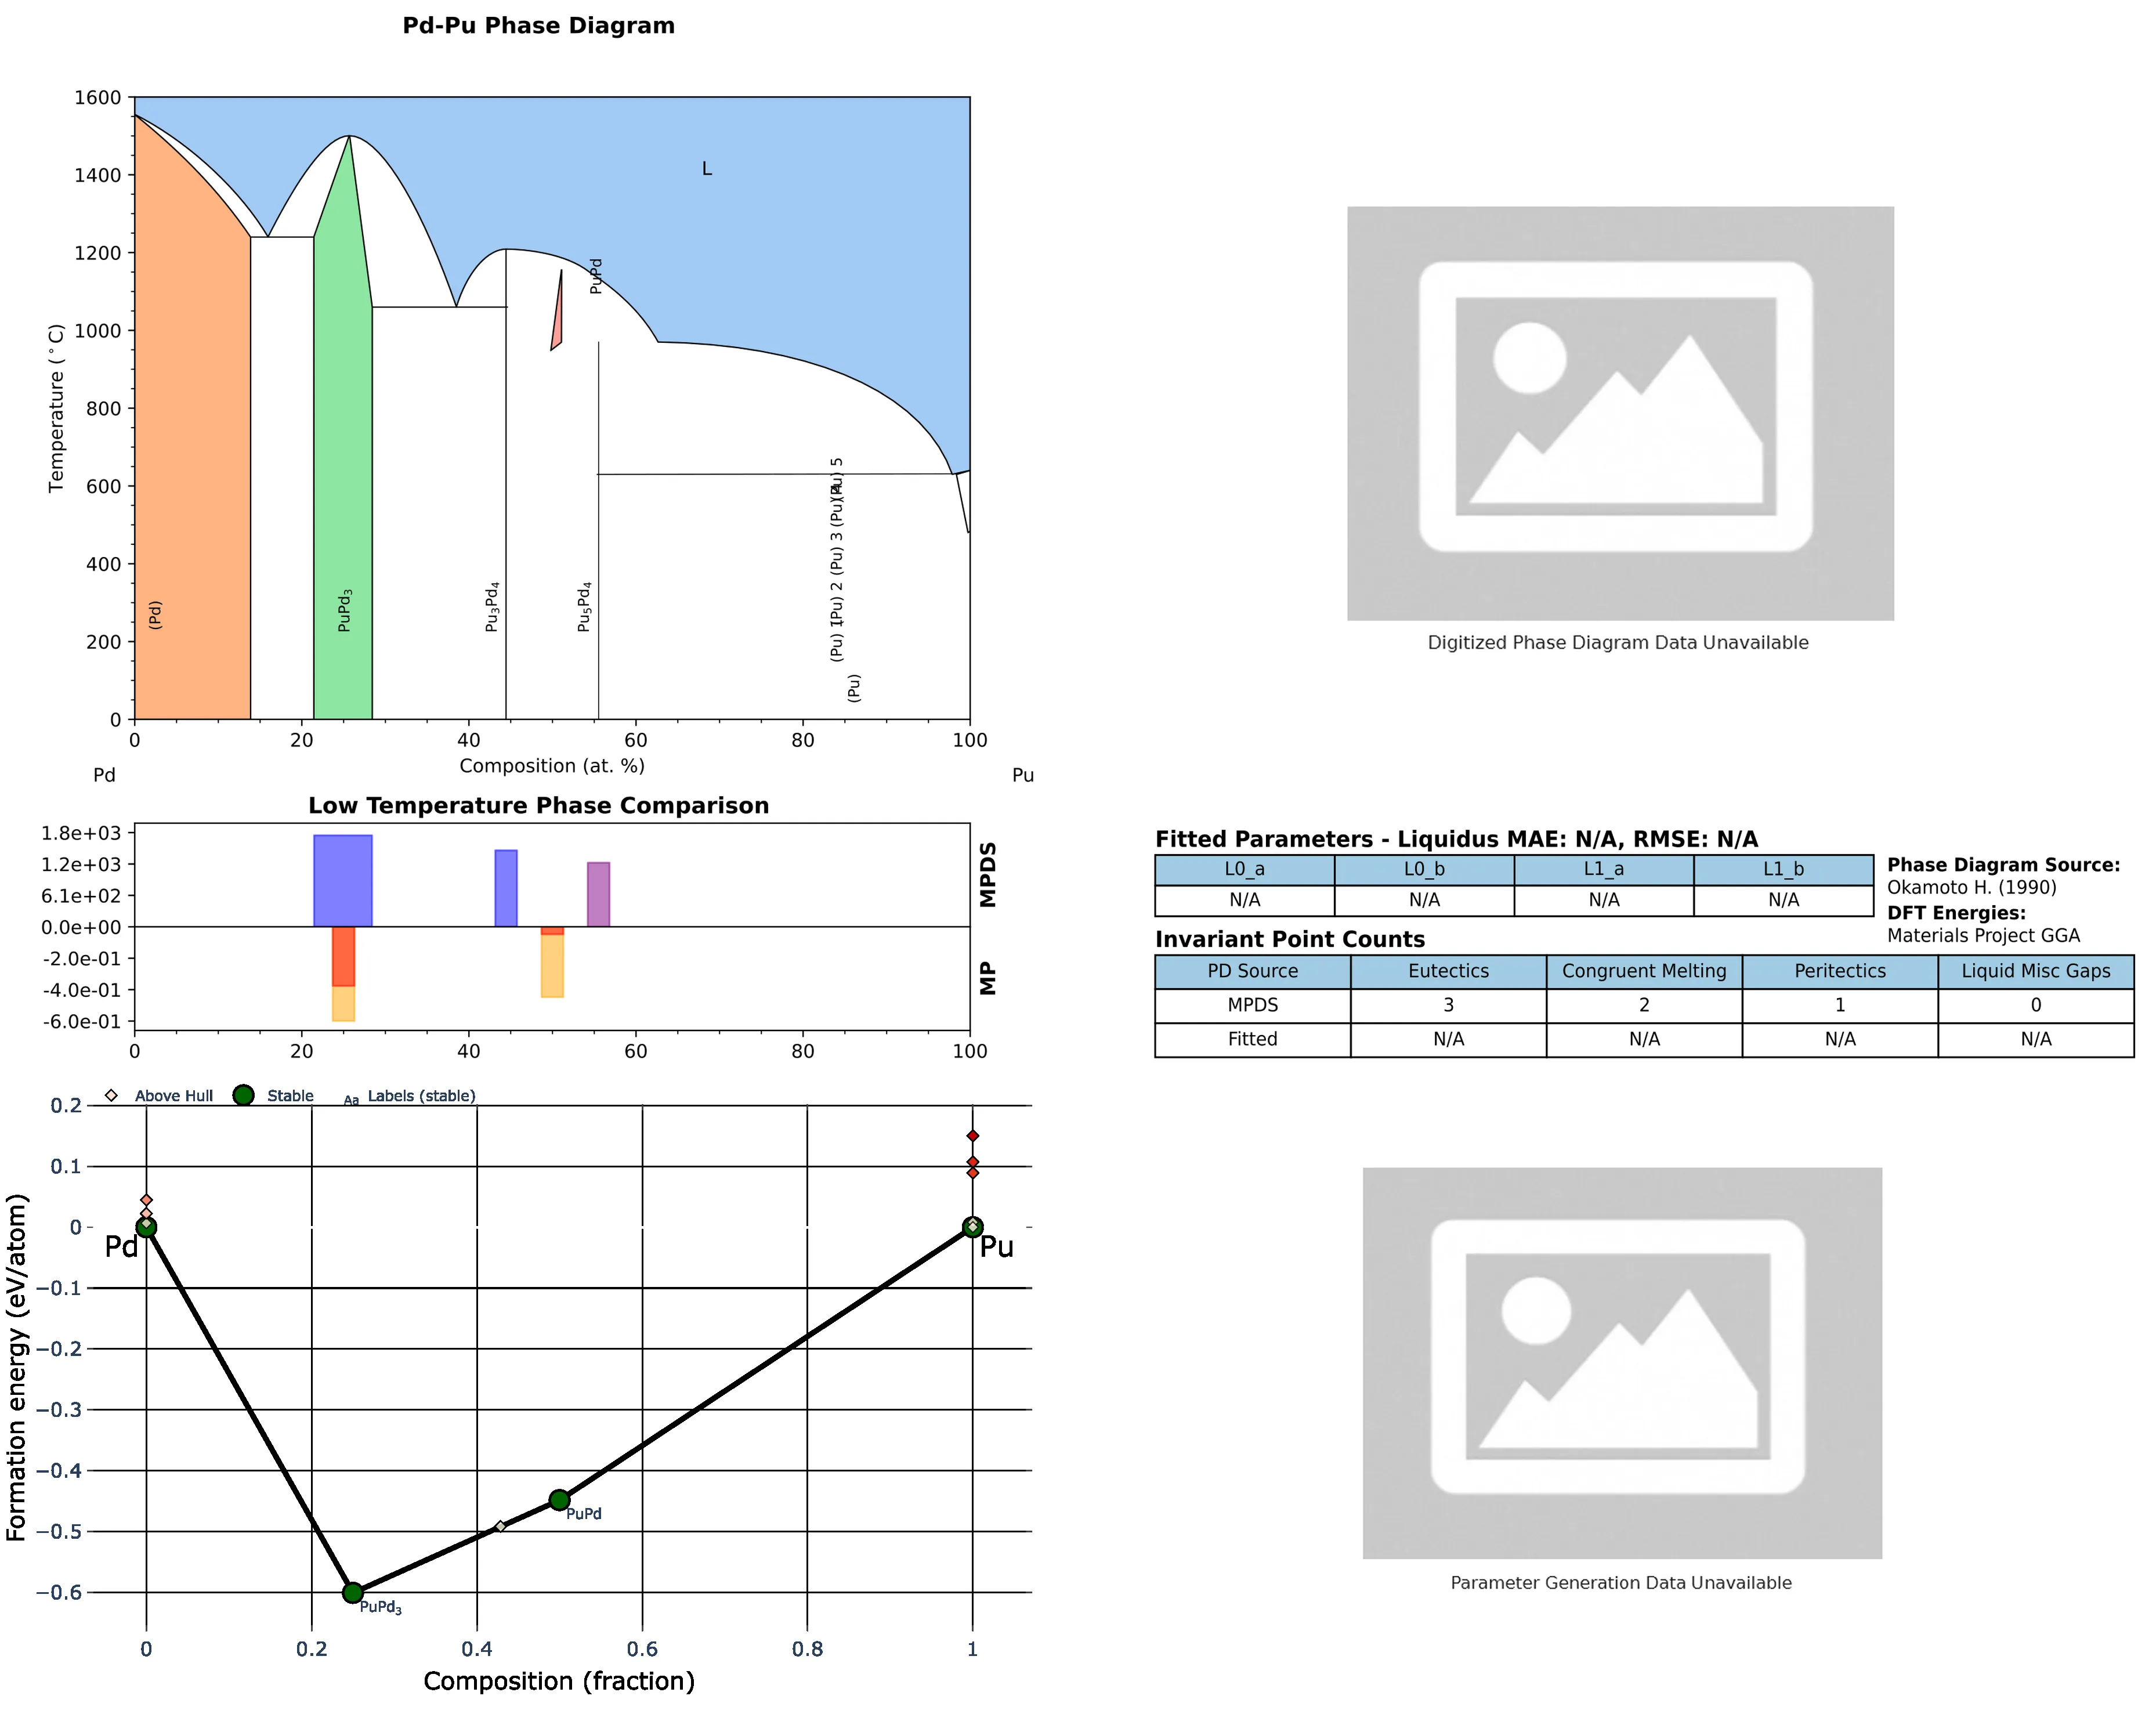 Pd-Pu Phase Diagram
1600
1400
1200
1000
800
600
400
200
0
Temperature (°C)
L
PuPd
(Pd)
PuPd₃
Pu₃Pd₄
Pu₅Pd₄
(Pu) 1
(Pu) 2
(Pu) 3
(Pu) 5
(Pu)
0 20 40 60 80 100
Composition (at. %)
Pd Pu
Digitized Phase Diagram Data Unavailable
Low Temperature Phase Comparison
1.8e+03
1.2e+03
6.1e+02
0.0e+00
-2.0e-01
-4.0e-01
-6.0e-01
MPDS
MP
0 20 40 60 80 100
Fitted Parameters - Liquidus MAE: N/A, RMSE: N/A
L0_a L0_b L1_a L1_b
N/A N/A N/A N/A
Phase Diagram Source:
Okamoto H. (1990)
DFT Energies:
Materials Project GGA
Invariant Point Counts
PD Source Eutectics Congruent Melting Peritectics Liquid Misc Gaps
MPDS 3 2 1 0
Fitted N/A N/A N/A N/A
Above Hull Stable Aa Labels (stable)
0.2
0.1
0
−0.1
−0.2
−0.3
−0.4
−0.5
−0.6
Formation energy (eV/atom)
Pd
Pu
PuPd
PuPd₃
0 0.2 0.4 0.6 0.8 1
Composition (fraction)
Parameter Generation Data Unavailable